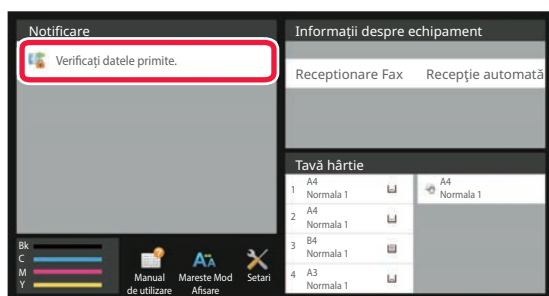 Notificare
Verificați datele primite.
Informații despre echipament
Receptionare Fax Recepţie automată
Tavă hârtie
1 A4
Normala 1
2 A4
Normala 1
3 B4
Normala 1
4 A3
Normala 1
A4
Normala 1
Bk
C
M
Y
Manual
de utilizare
Mareste Mod
Afisare
Setari